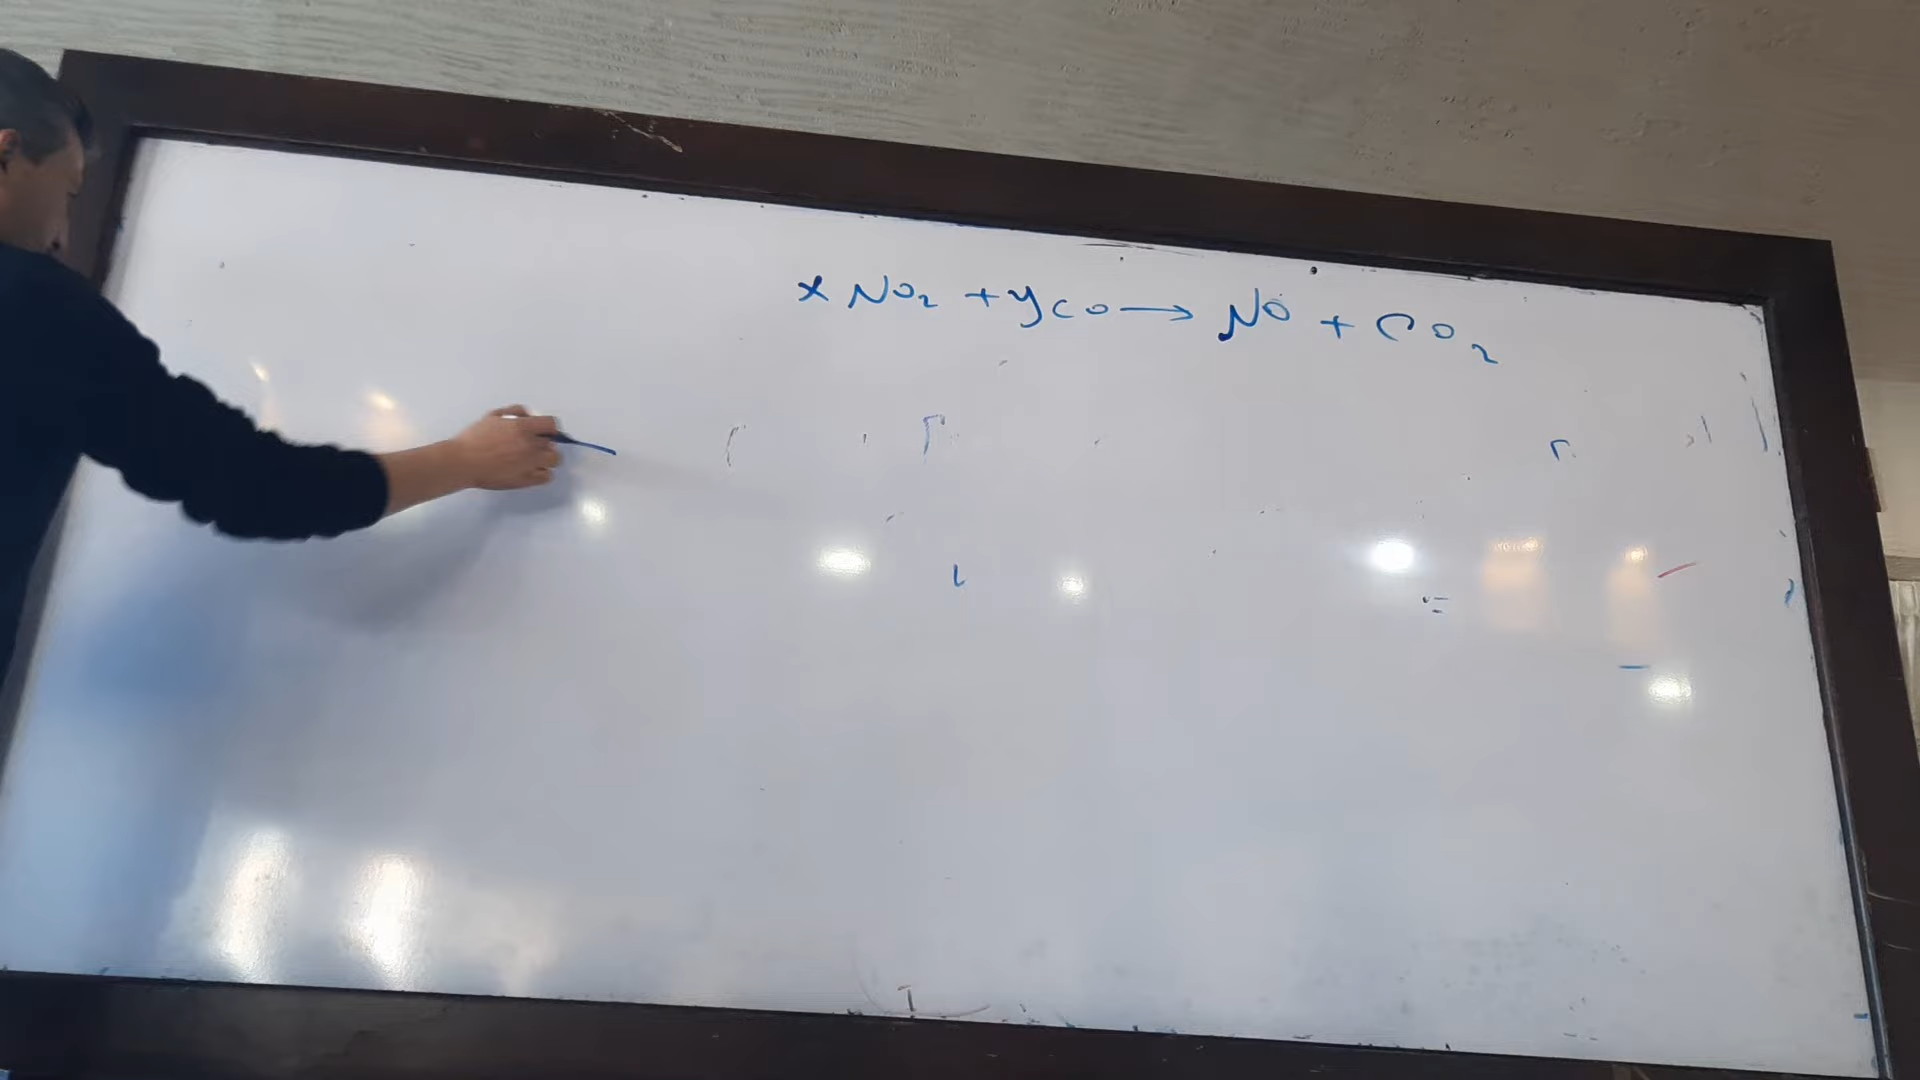 x NO₂ + y CO → NO + CO₂